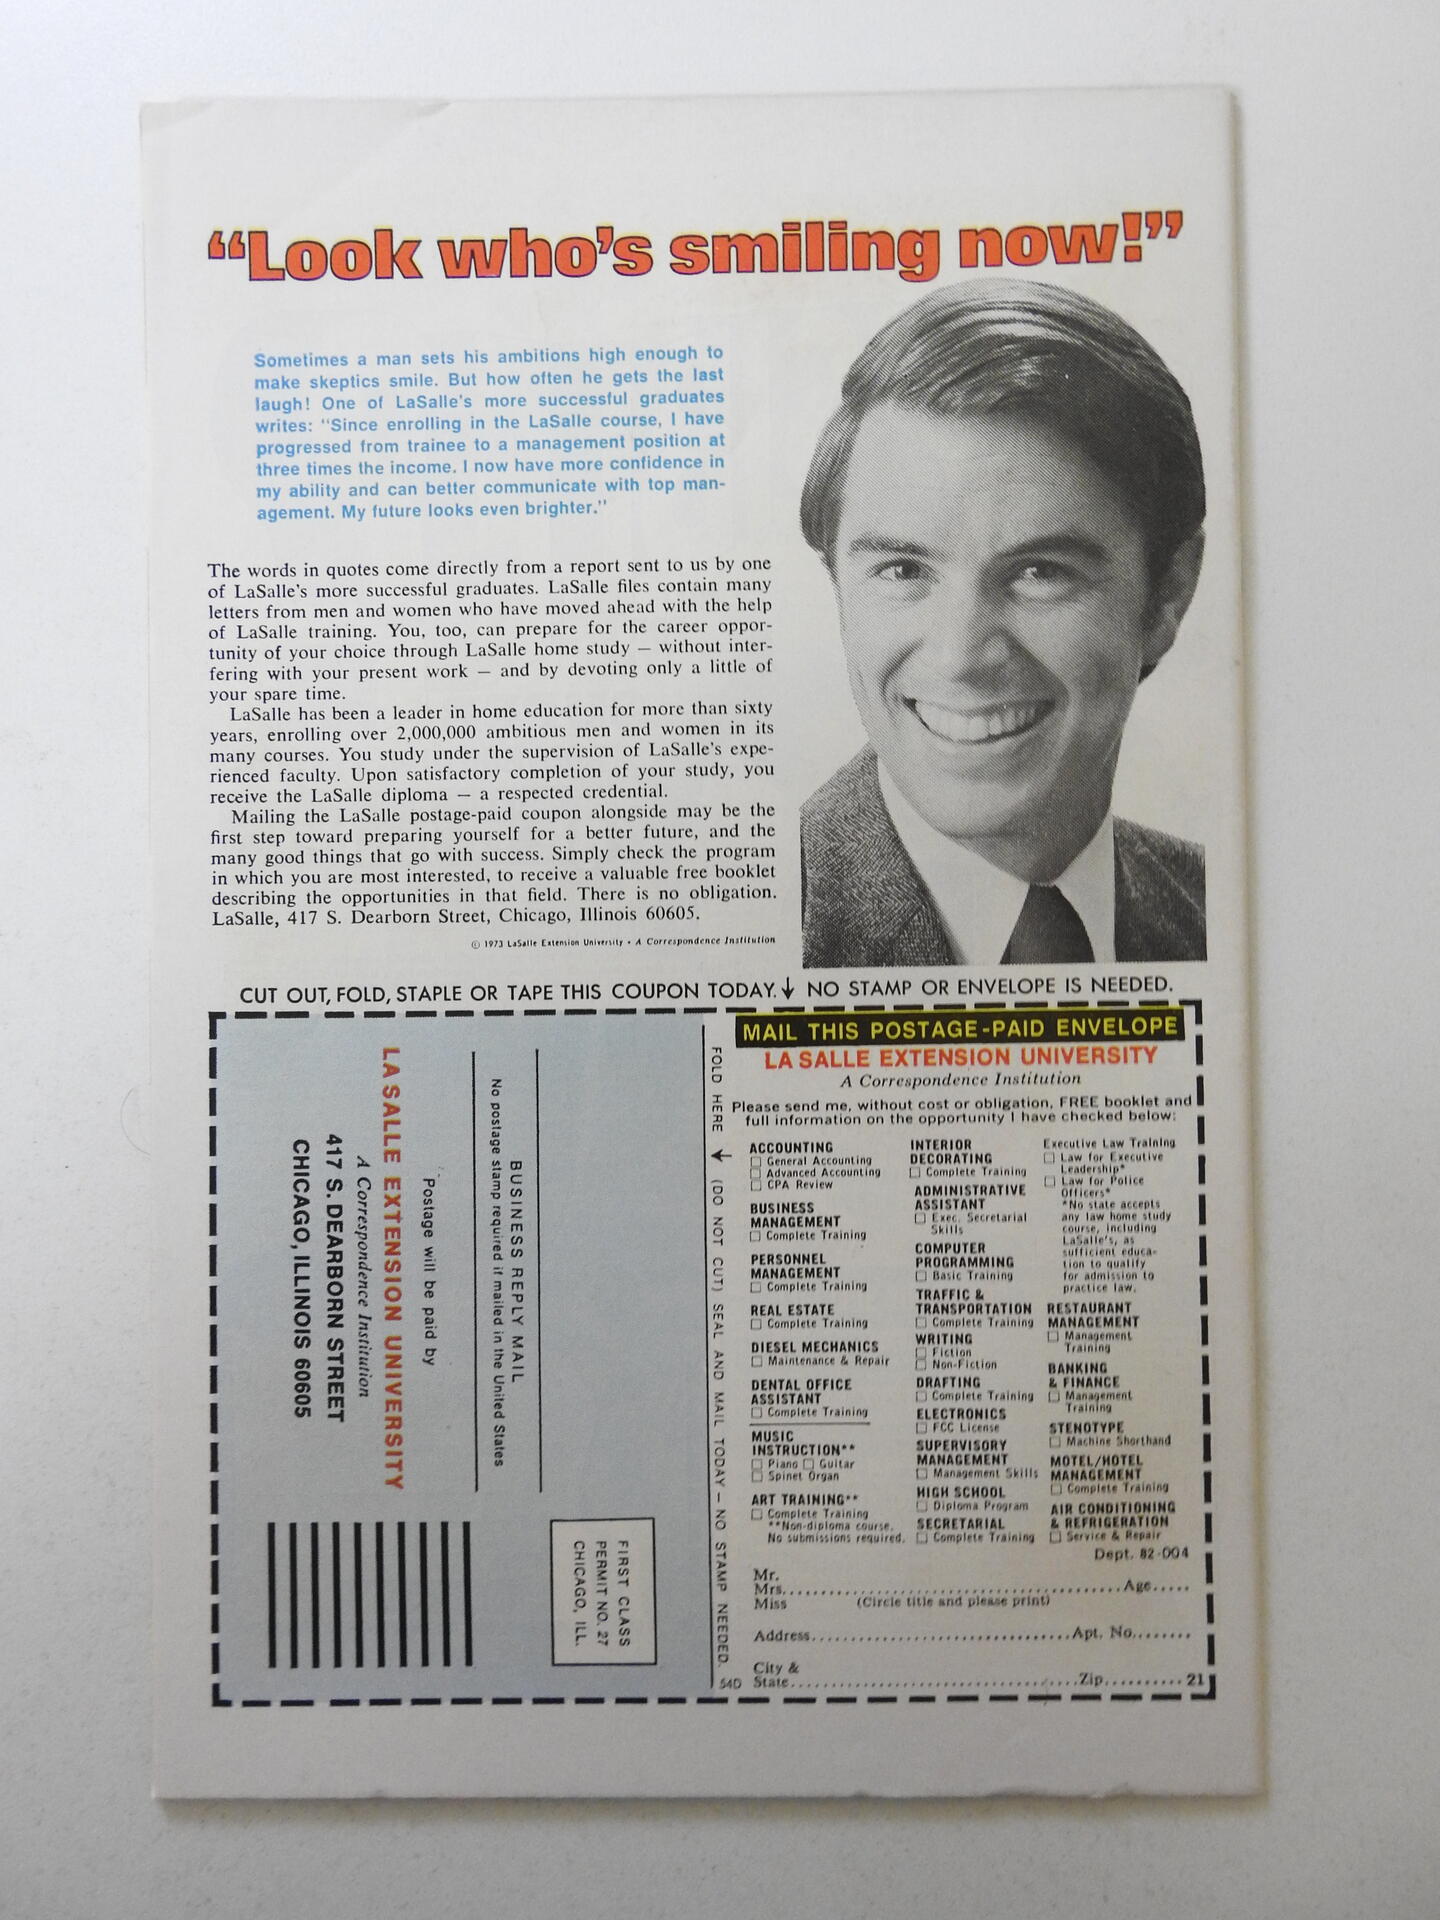 “Look who’s smiling now!”
Sometimes a man sets his ambitions high enough to
make skeptics smile. But how often he gets the last
laugh! One of LaSalle's more successful graduates
writes: "Since enrolling in the LaSalle course, I have
progressed from trainee to a management position at
three times the income. I now have more confidence in
my ability and can better communicate with top man-
agement. My future looks even brighter."
The words in quotes come directly from a report sent to us by one
of LaSalle's more successful graduates. LaSalle files contain many
letters from men and women who have moved ahead with the help
of LaSalle training. You, too, can prepare for the career oppor-
tunity of your choice through LaSalle home study — without inter-
fering with your present work — and by devoting only a little of
your spare time.
LaSalle has been a leader in home education for more than sixty
years, enrolling over 2,000,000 ambitious men and women in its
many courses. You study under the supervision of LaSalle's expe-
rienced faculty. Upon satisfactory completion of your study, you
receive the LaSalle diploma — a respected credential.
Mailing the LaSalle postage-paid coupon alongside may be the
first step toward preparing yourself for a better future, and the
many good things that go with success. Simply check the program
in which you are most interested, to receive a valuable free booklet
describing the opportunities in that field. There is no obligation.
LaSalle, 417 S. Dearborn Street, Chicago, Illinois 60605.
© 1973 LaSalle Extension University • A Correspondence Institution
CUT OUT, FOLD, STAPLE OR TAPE THIS COUPON TODAY. NO STAMP OR ENVELOPE IS NEEDED.
FIRST CLASS
PERMIT NO. 27
CHICAGO, ILL.
BUSINESS REPLY MAIL
No postage stamp required if mailed in the United States
Postage will be paid by
LA SALLE EXTENSION UNIVERSITY
A Correspondence Institution
417 S. DEARBORN STREET
CHICAGO, ILLINOIS 60605
FOLD HERE (DO NOT CUT) SEAL AND MAIL TODAY — NO STAMP NEEDED.
MAIL THIS POSTAGE-PAID ENVELOPE
LA SALLE EXTENSION UNIVERSITY
A Correspondence Institution
Please send me, without cost or obligation, FREE booklet and
full information on the opportunity I have checked below:
ACCOUNTING
General Accounting
Advanced Accounting
CPA Review
BUSINESS
MANAGEMENT
Complete Training
PERSONNEL
MANAGEMENT
Complete Training
REAL ESTATE
Complete Training
DIESEL MECHANICS
Maintenance & Repair
DENTAL OFFICE
ASSISTANT
Complete Training
MUSIC
INSTRUCTION**
Piano Guitar
Spinet Organ
ART TRAINING**
Complete Training
**Non-diploma course.
No submissions required.
INTERIOR
DECORATING
Complete Training
ADMINISTRATIVE
ASSISTANT
Exec. Secretarial
Skills
COMPUTER
PROGRAMMING
Basic Training
TRAFFIC &
TRANSPORTATION
Complete Training
WRITING
Fiction
Non-Fiction
DRAFTING
Complete Training
ELECTRONICS
FCC License
SUPERVISORY
MANAGEMENT
Management Skills
HIGH SCHOOL
Diploma Program
SECRETARIAL
Complete Training
Executive Law Training
Law for Executive
Leadership*
Law for Police
Officers*
*No state accepts
any law home study
course, including
LaSalle's, as
sufficient educa-
tion to qualify
for admission to
practice law.
RESTAURANT
MANAGEMENT
Management
Training
BANKING
& FINANCE
Management
Training
STENOTYPE
Machine Shorthand
MOTEL/HOTEL
MANAGEMENT
Complete Training
AIR CONDITIONING
& REFRIGERATION
Service & Repair
Dept. 82-004
Mr.
Mrs. Age
Miss (Circle title and please print)
Address Apt. No.
City &
State Zip 21
54D